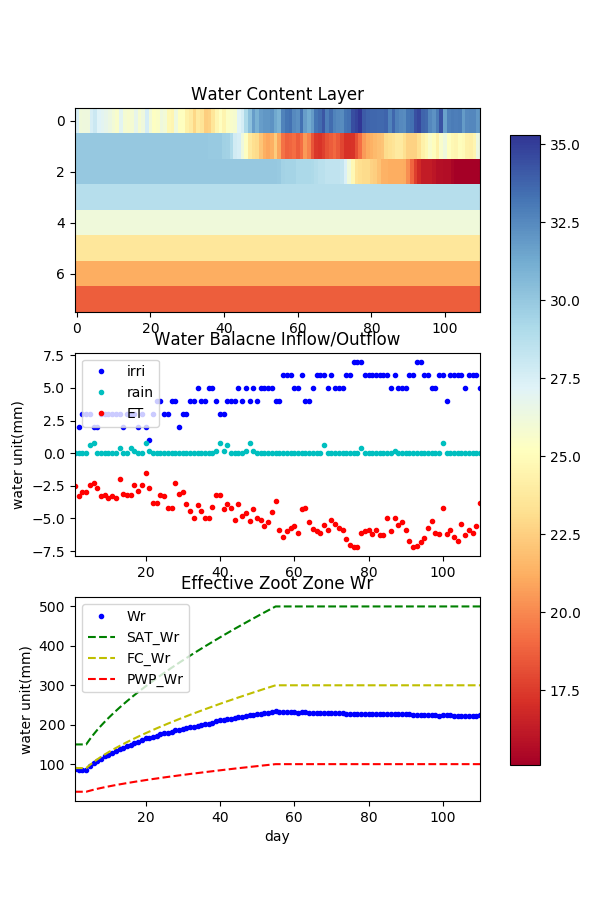 Water Content Layer
0
2
4
6
0 20 40 60 80 100
35.0
32.5
30.0
27.5
25.0
22.5
20.0
17.5
Water Balacne Inflow/Outflow
water unit(mm)
7.5
5.0
2.5
0.0
−2.5
−5.0
−7.5
irri
rain
ET
20 40 60 80 100
Effective Zoot Zone Wr
water unit(mm)
500
400
300
200
100
Wr
SAT_Wr
FC_Wr
PWP_Wr
20 40 60 80 100
day